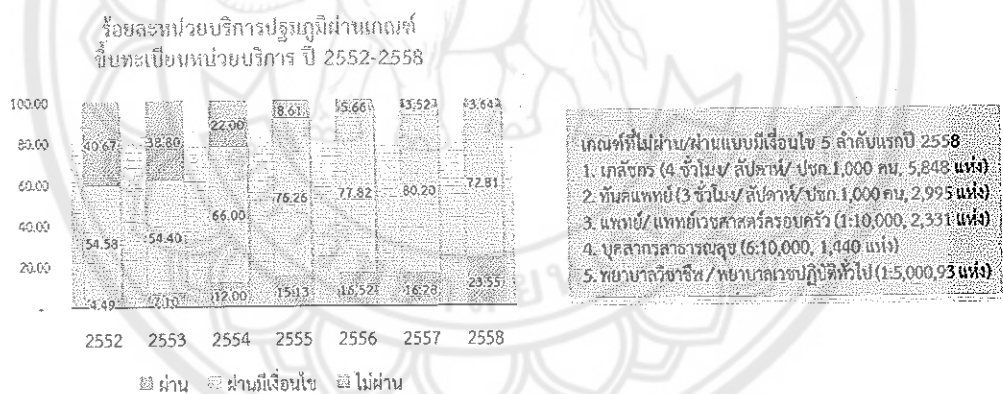 ร้อยละหน่วยบริการปฐมภูมิผ่านเกณฑ์
ขึ้นทะเบียนหน่วยบริการ ปี 2552-2558
100.00
80.00
60.00
40.00
20.00
-
40.67 38.80 22.00 8.61 5.66 3.52 3.64
54.58 54.40 66.00 76.26 77.82 80.20 72.81
4.49 7.10 12.00 15.13 16.52 16.28 23.55
2552 2553 2554 2555 2556 2557 2558
ผ่าน ผ่านมีเงื่อนไข ไม่ผ่าน
เกณฑ์ที่ไม่ผ่าน/ผ่านแบบมีเงื่อนไข 5 ลำดับแรกปี 2558
1. เภสัชกร (4 ชั่วโมง/ สัปดาห์/ ปชก.1,000 คน, 5,848 แห่ง)
2. ทันตแพทย์ (3 ชั่วโมง/ สัปดาห์/ ปชก.1,000 คน, 2,995 แห่ง)
3. แพทย์/ แพทย์เวชศาสตร์ครอบครัว (1:10,000, 2,331 แห่ง)
4. บุคลากรสาธารณสุข (6:10,000, 1,440 แห่ง)
5. พยาบาลวิชาชีพ / พยาบาลเวชปฏิบัติทั่วไป (1:5,000,93 แห่ง)